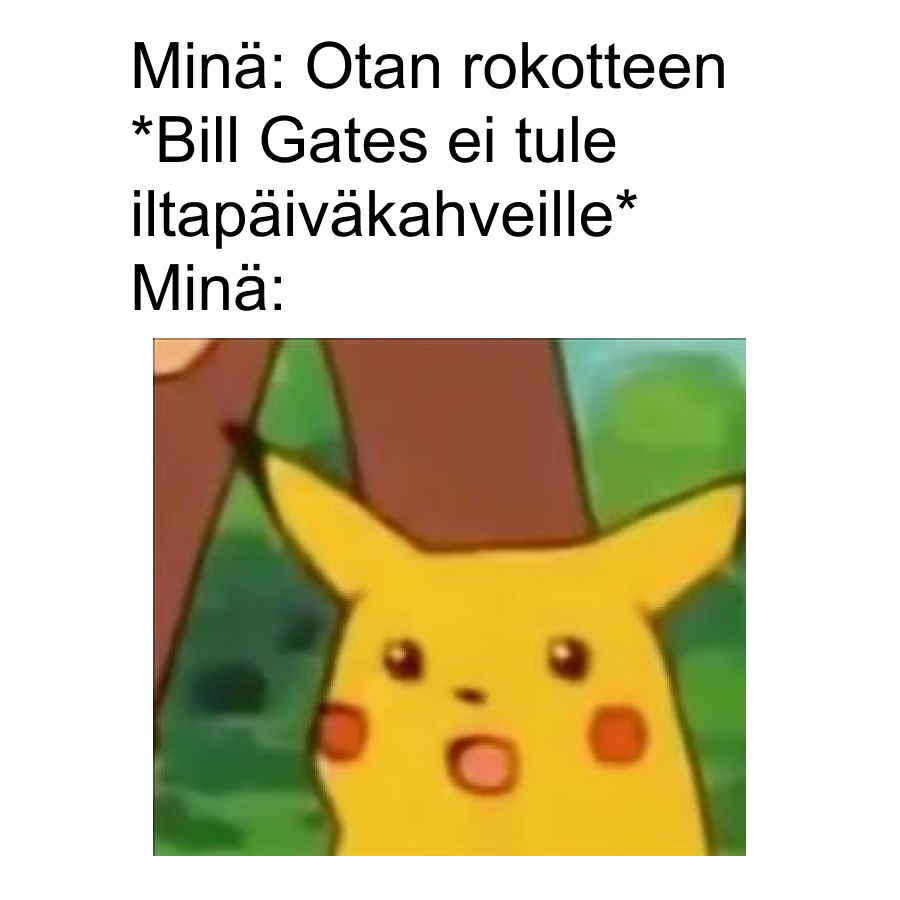 Minä: Otan rokotteen
*Bill Gates ei tule
iltapäiväkahveille*
Minä: